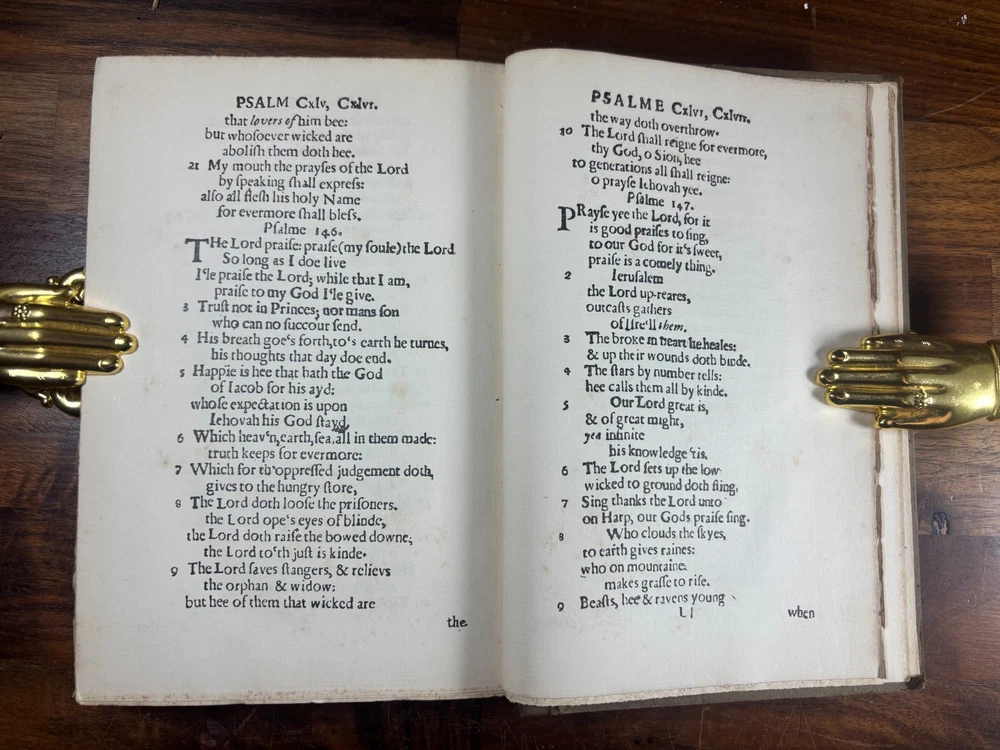 PSALM Cxlv, Cxlvi.
that lovers of him bee:
but whoſoever wicked are
aboliſh them doth hee.
21 My mouth the prayſes of the Lord
by ſpeaking ſhall expreſs:
alſo all fleſh his holy Name
for evermore ſhall bleſs.
Pſalme 146.
THe Lord praiſe: praiſe (my ſoule) the Lord
So long as I doe live
I'le praiſe the Lord; while that I am,
praiſe to my God I'le give.
3 Truſt not in Princes; nor mans ſon
who can no ſuccour ſend.
4 His breath goe's forth, to's earth he turnes,
his thoughts that day doe end.
5 Happie is hee that hath the God
of Iacob for his ayd:
whoſe expectation is upon
Iehovah his God ſtayd.
6 Which heav'n, earth, ſea, all in them made:
truth keeps for evermore:
7 Which for th'oppreſſed judgement doth,
gives to the hungry ſtore,
8 The Lord doth looſe the priſoners.
the Lord ope's eyes of blinde,
the Lord doth raiſe the bowed downe;
the Lord to'th juſt is kinde.
9 The Lord ſaves ſtangers, & relievs
the orphan & widow:
but hee of them that wicked are
the
PSALME Cxlvi, Cxlvii.
the way doth overthrow.
10 The Lord ſhall reigne for evermore,
thy God, o Sion, hee
to generations all ſhall reigne:
o prayſe Iehovah yee.
Pſalme 147.
PRayſe yee the Lord, for it
is good praiſes to ſing,
to our God for it's ſweet,
praiſe is a comely thing.
2 Ieruſalem
the Lord up-reares,
outcaſts gathers
of Iſr'ell them.
3 The broke in heart he heales:
& up their wounds doth binde.
4 The ſtars by number tells:
hee calls them all by kinde.
5 Our Lord great is,
& of great might,
yea infinite
his knowledge 'tis.
6 The Lord ſets up the low
wicked to ground doth fling,
7 Sing thanks the Lord unto
on Harp, our Gods praiſe ſing.
8 Who clouds the ſkyes,
to earth gives raines:
who on mountaine
makes graſſe to riſe.
9 Beaſts, hee & ravens young
Ll when